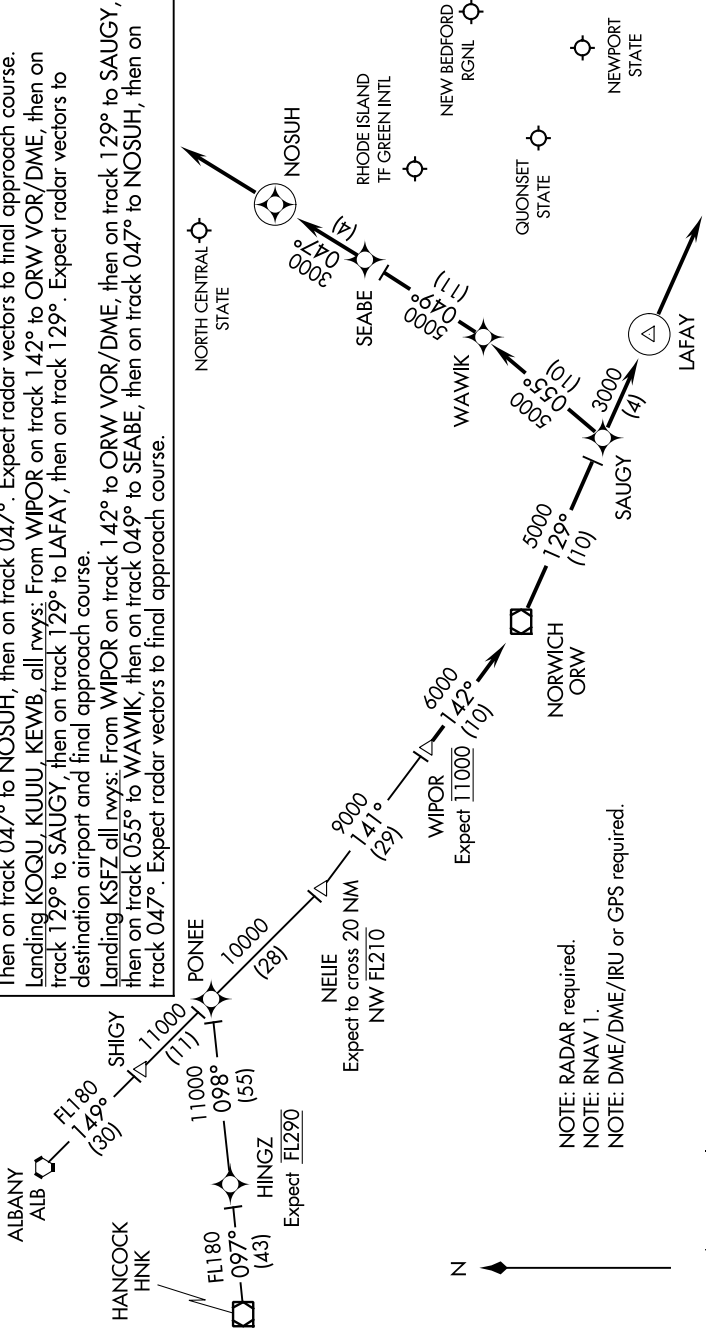 Then on track 047° to NOSUH, then on track 047°. Expect radar vectors to final approach course.
Landing KOQU, KUUU, KEWB, all rwys: From WIPOR on track 142° to ORW VOR/DME, then on
track 129° to SAUGY, then on track 129° to LAFAY, then on track 129°. Expect radar vectors to
destination airport and final approach course.
Landing KSFZ all rwys: From WIPOR on track 142° to ORW VOR/DME, then on track 129° to SAUGY,
then on track 055° to WAWIK, then on track 049° to SEABE, then on track 047° to NOSUH, then on
track 047°. Expect radar vectors to final approach course.
ALBANY
ALB
FL180
149°
(30)
SHIGY
11000
(11)
HANCOCK
HNK
FL180
097°
(43)
HINGZ
Expect FL290
11000
098°
(55)
PONEE
10000
(28)
NELIE
Expect to cross 20 NM
NW FL210
9000
141°
(29)
WIPOR
Expect 11000
6000
142°
(10)
NORWICH
ORW
5000
129°
(10)
SAUGY
3000
(4)
LAFAY
5000
055°
(10)
WAWIK
5000
049°
(11)
SEABE
3000
047°
(4)
NOSUH
NORTH CENTRAL
STATE
RHODE ISLAND
TF GREEN INTL
NEW BEDFORD
RGNL
QUONSET
STATE
NEWPORT
STATE
NOTE: RADAR required.
NOTE: RNAV 1.
NOTE: DME/DME/IRU or GPS required.
N